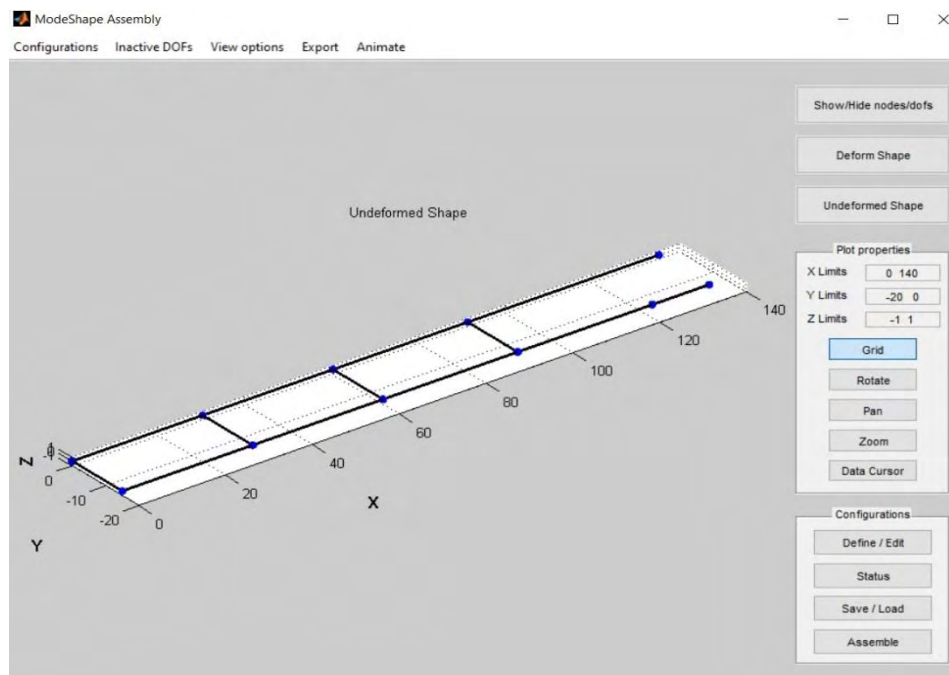 ModeShape Assembly
Configurations Inactive DOFs View options Export Animate
Show/Hide nodes/dofs
Deform Shape
Undeformed Shape
Undeformed Shape
Plot properties
X Limits 0 140
Y Limits -20 0
Z Limits -1 1
Grid
Rotate
Pan
Zoom
Data Cursor
140
120
100
80
60
40
20
0
X
Z
0
-10
-20
Y
Configurations
Define / Edit
Status
Save / Load
Assemble